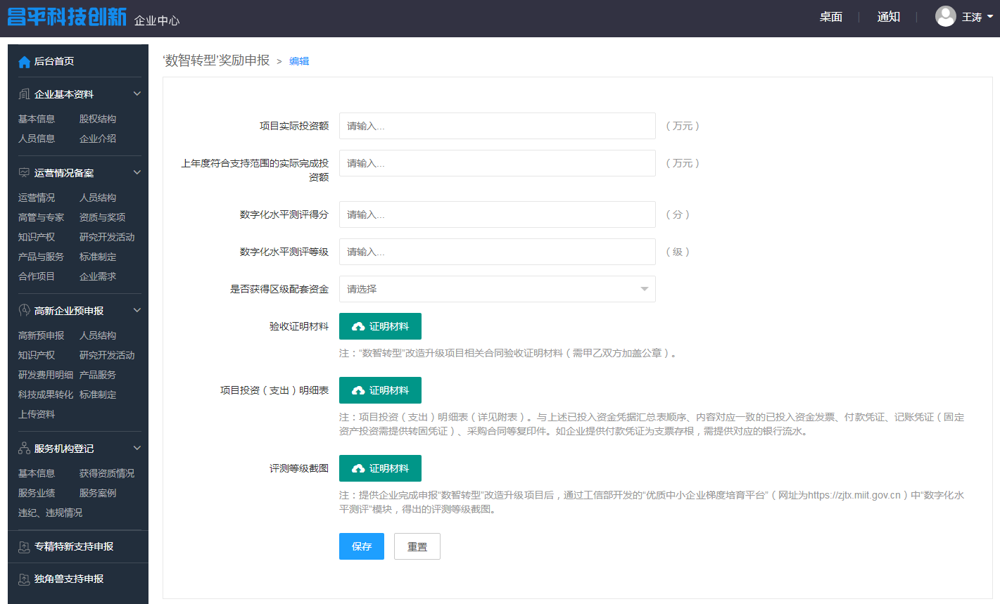 昌平科技创新 企业中心 桌面 通知 王涛
后台首页
企业基本资料
基本信息 股权结构
人员信息 企业介绍
运营情况备案
运营情况 人员结构
高管与专家 资质与奖项
知识产权 研究开发活动
产品与服务 标准制定
合作项目 企业需求
高新企业预申报
高新预申报 人员结构
知识产权 研究开发活动
研发费用明细 产品服务
科技成果转化 标准制定
上传资料
服务机构登记
基本信息 获得资质情况
服务业绩 服务案例
违纪、违规情况
专精特新支持申报
独角兽支持申报
‘数智转型’奖励申报 > 编辑
项目实际投资额 请输入... （万元）
上年度符合支持范围的实际完成投
资额 请输入... （万元）
数字化水平测评得分 请输入... （分）
数字化水平测评等级 请输入... （级）
是否获得区级配套资金 请选择
验收证明材料 证明材料
注：“数智转型”改造升级项目相关合同验收证明材料（需甲乙双方加盖公章）。
项目投资（支出）明细表 证明材料
注：项目投资（支出）明细表（详见附表）。与上述已投入资金凭据汇总表顺序、内容对应一致的已投入资金发票、付款凭证、记账凭证（固定
资产投资需提供转固凭证）、采购合同等复印件。如企业提供付款凭证为支票存根，需提供对应的银行流水。
评测等级截图 证明材料
注：提供企业完成申报“数智转型”改造升级项目后，通过工信部开发的“优质中小企业梯度培育平台”（网址为https://zjtx.miit.gov.cn）中“数字化水
平测评”模块，得出的评测等级截图。
保存 重置